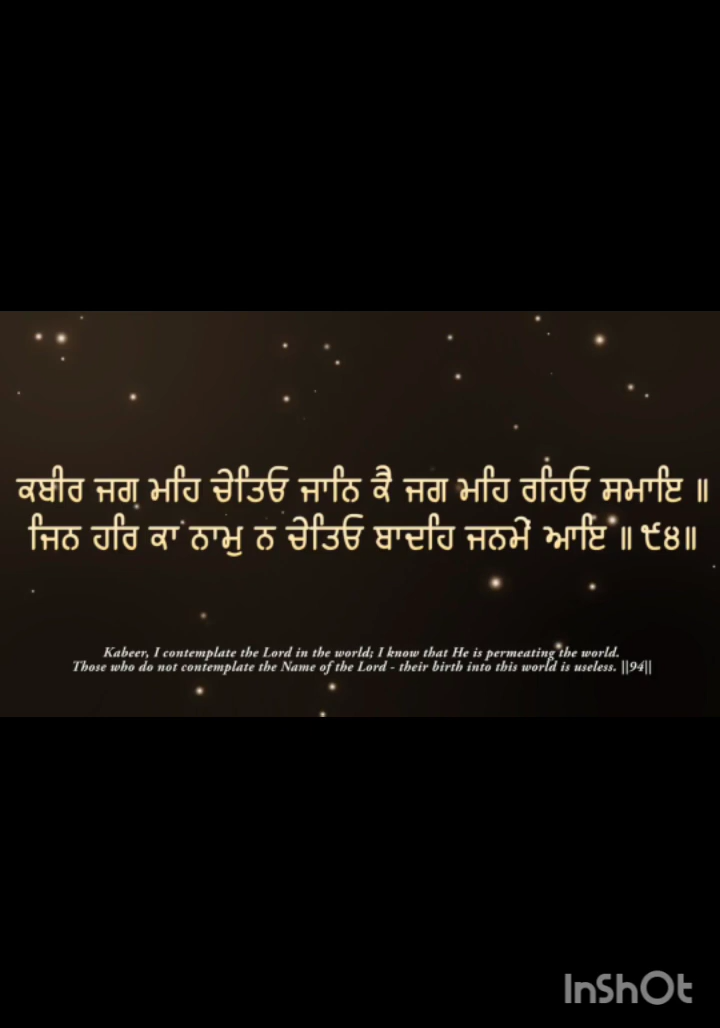 ਕਬੀਰ ਜਗ ਮਹਿ ਚੇਤਿਓ ਜਾਨਿ ਕੈ ਜਗ ਮਹਿ ਰਹਿਓ ਸਮਾਇ ॥
ਜਿਨ ਹਰਿ ਕਾ ਨਾਮੁ ਨ ਚੇਤਿਓ ਬਾਦਹਿ ਜਨਮੇਂ ਆਇ ॥੯੪॥
Kabeer, I contemplate the Lord in the world; I know that He is permeating the world.
Those who do not contemplate the Name of the Lord - their birth into this world is useless. ||94||
InShOt